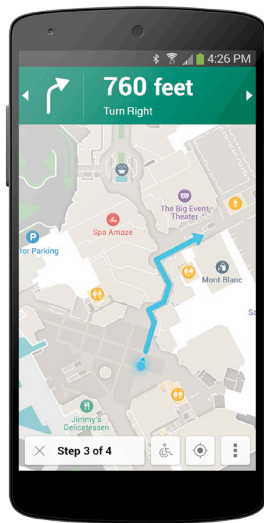 4:26 PM
760 feet
Turn Right
The Big Event
Theater
Spa Amaze
tor Parking
Mont Blanc
Sa
Jimmy's
Delicatessen
Step 3 of 4